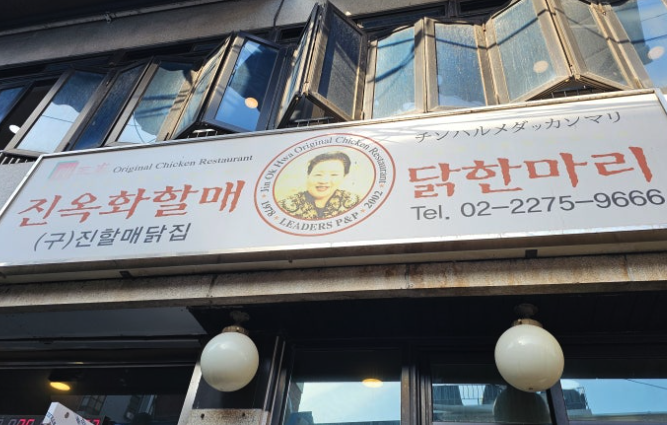 Original Chicken Restaurant
진옥화할매
(구)진할매닭집
Jin Ok Hwa Original Chicken Restaurant
1978 · LEADERS P&P · 2002
チンハルメダッカンマリ
닭한마리
Tel. 02-2275-9666